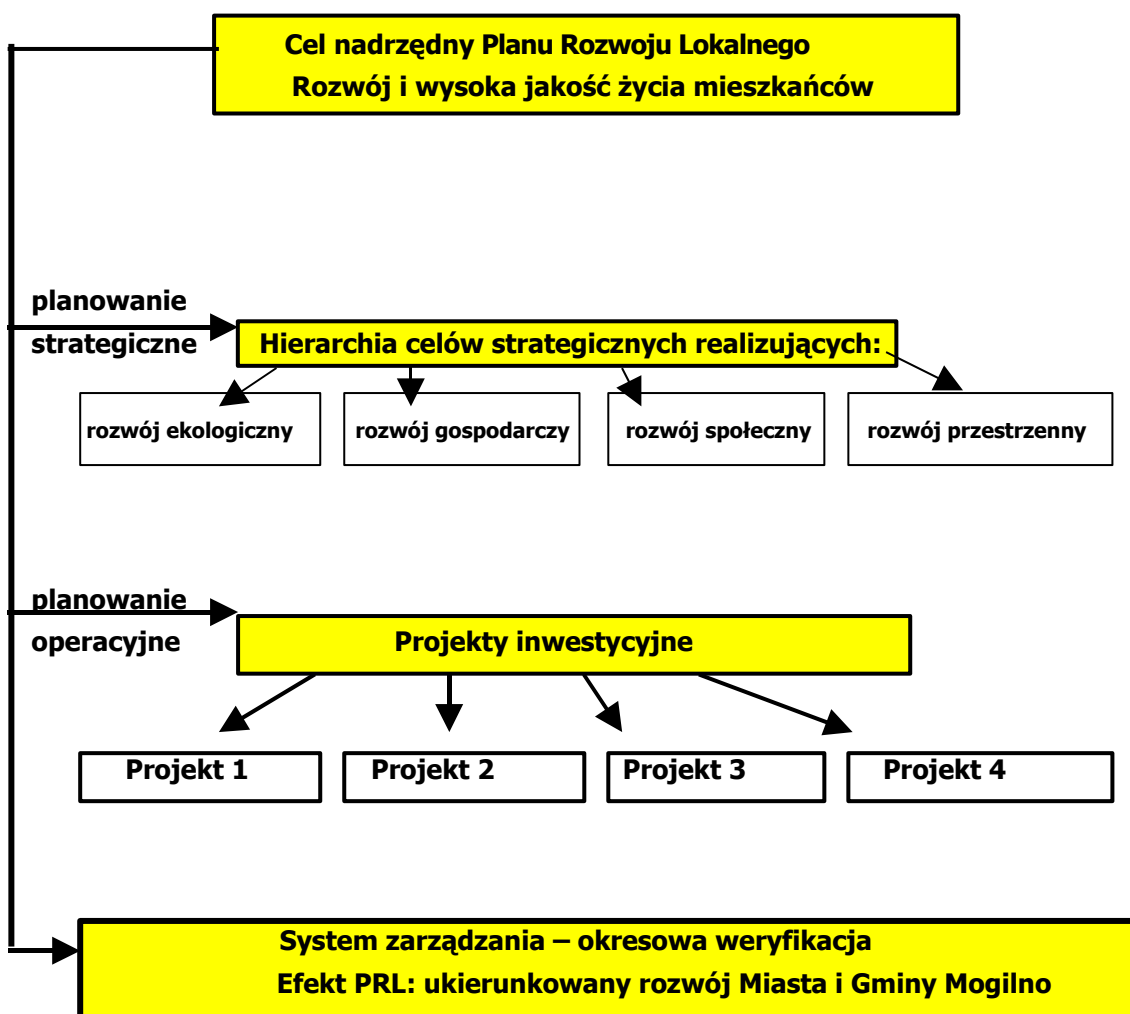 Cel nadrzędny Planu Rozwoju Lokalnego
Rozwój i wysoka jakość życia mieszkańców
planowanie
strategiczne
Hierarchia celów strategicznych realizujących:
rozwój ekologiczny
rozwój gospodarczy
rozwój społeczny
rozwój przestrzenny
planowanie
operacyjne
Projekty inwestycyjne
Projekt 1
Projekt 2
Projekt 3
Projekt 4
System zarządzania – okresowa weryfikacja
Efekt PRL: ukierunkowany rozwój Miasta i Gminy Mogilno